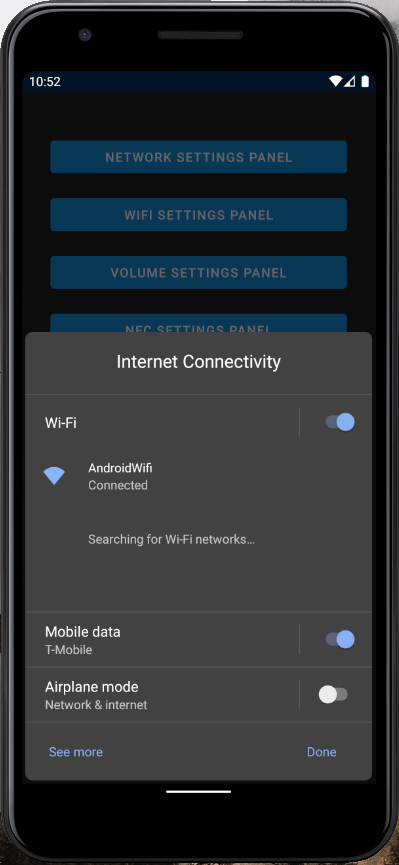 10:52
NETWORK SETTINGS PANEL
WIFI SETTINGS PANEL
VOLUME SETTINGS PANEL
NFC SETTINGS PANEL
Internet Connectivity
Wi-Fi
AndroidWifi
Connected
Searching for Wi-Fi networks…
Mobile data
T-Mobile
Airplane mode
Network & internet
See more
Done